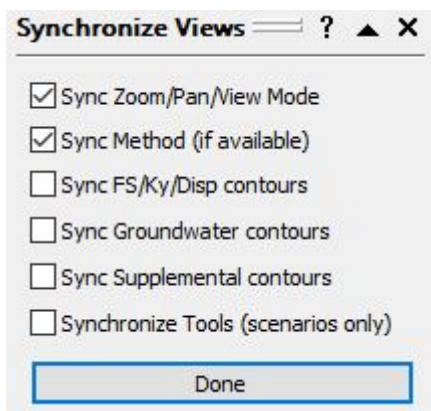 Synchronize Views ? ▲ X
Sync Zoom/Pan/View Mode
Sync Method (if available)
Sync FS/Ky/Disp contours
Sync Groundwater contours
Sync Supplemental contours
Synchronize Tools (scenarios only)
Done